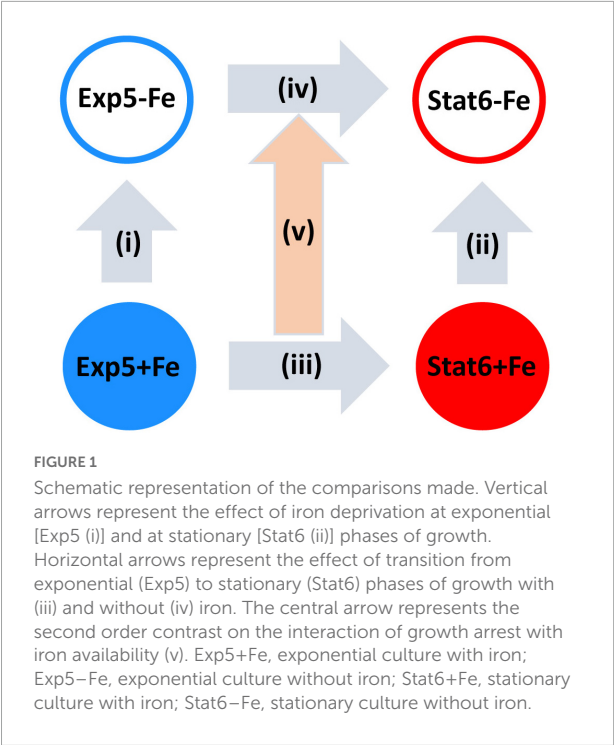 Exp5-Fe
(iv)
Stat6-Fe
(i)
(v)
(ii)
Exp5+Fe
(iii)
Stat6+Fe
FIGURE 1
Schematic representation of the comparisons made. Vertical
arrows represent the effect of iron deprivation at exponential
[Exp5 (i)] and at stationary [Stat6 (ii)] phases of growth.
Horizontal arrows represent the effect of transition from
exponential (Exp5) to stationary (Stat6) phases of growth with
(iii) and without (iv) iron. The central arrow represents the
second order contrast on the interaction of growth arrest with
iron availability (v). Exp5+Fe, exponential culture with iron;
Exp5−Fe, exponential culture without iron; Stat6+Fe, stationary
culture with iron; Stat6−Fe, stationary culture without iron.